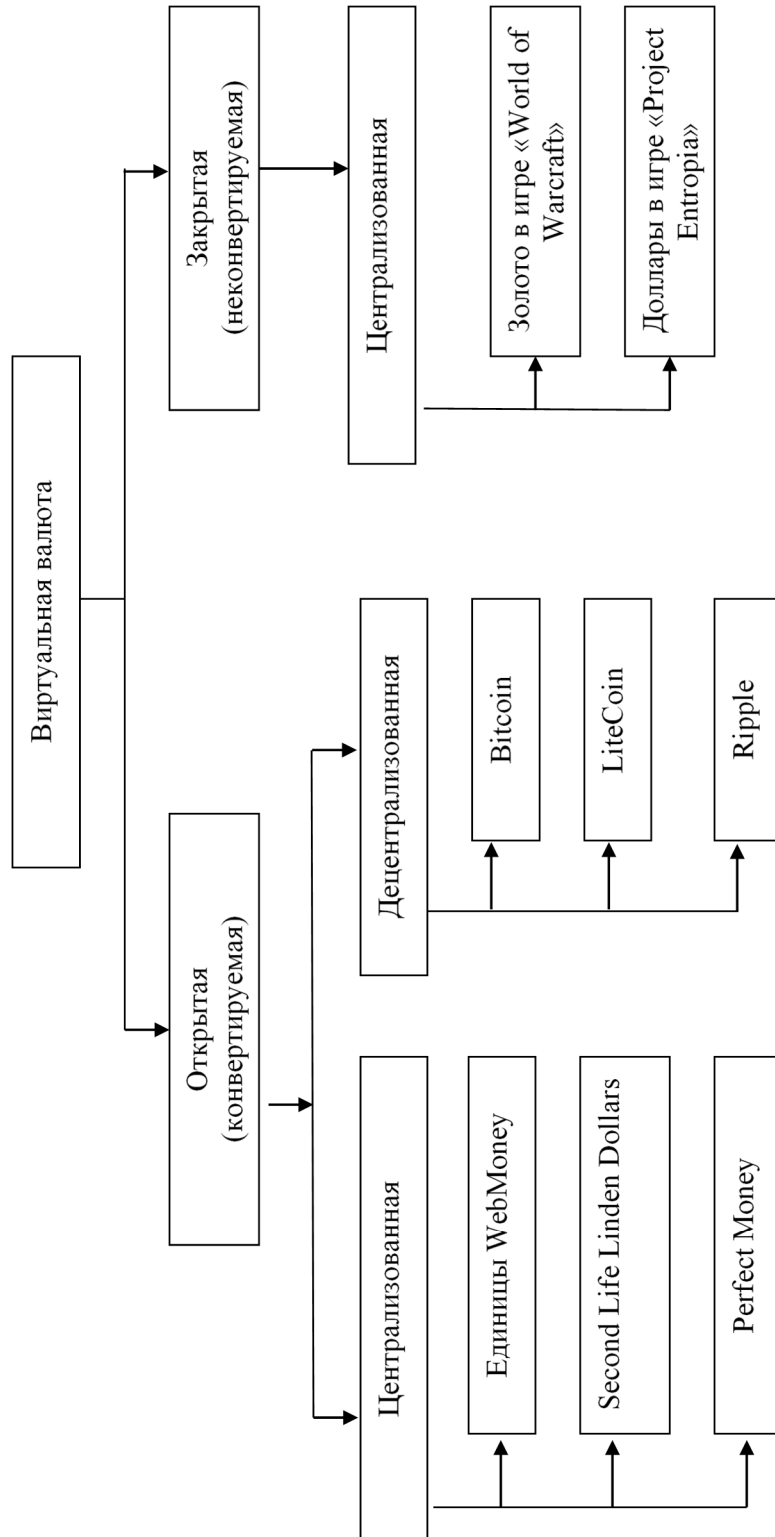 Виртуальная валюта
Открытая
(конвертируемая)
Закрытая
(неконвертируемая)
Централизованная
Децентрализованная
Централизованная
Единицы WebMoney
Second Life Linden Dollars
Perfect Money
Bitcoin
LiteCoin
Ripple
Золото в игре «World of
Warcraft»
Доллары в игре «Project
Entropia»